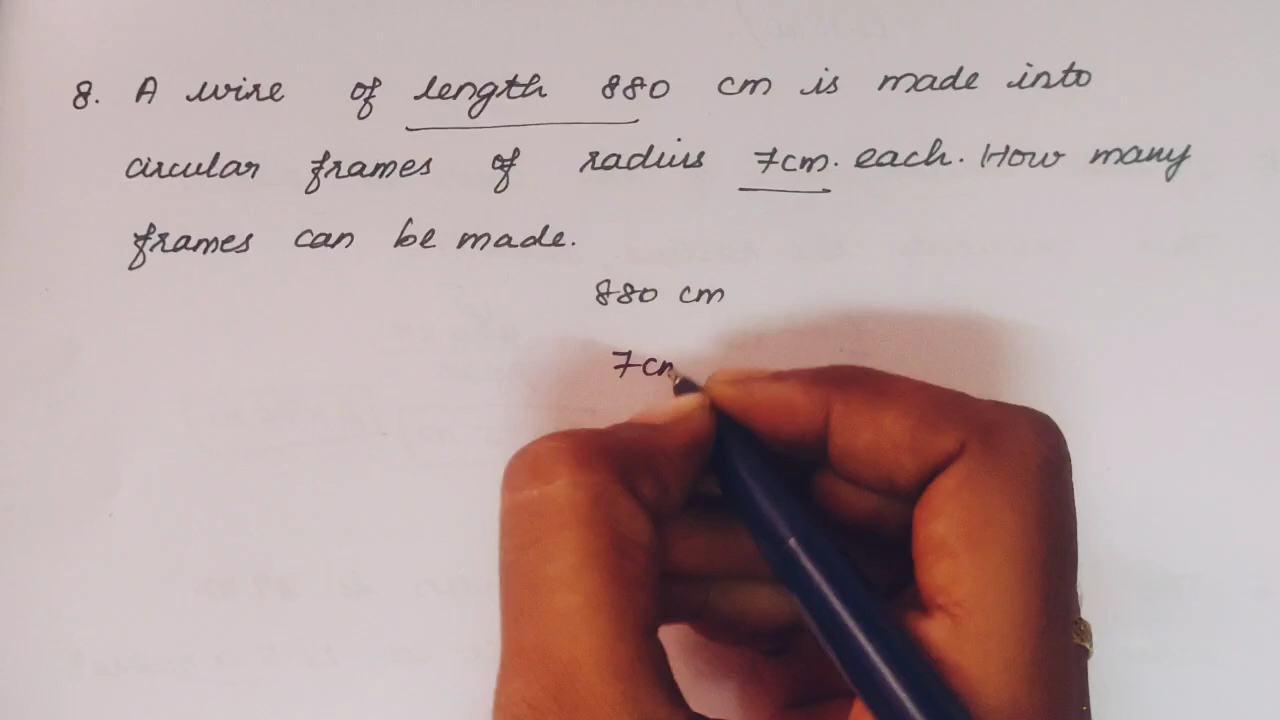 8. A wire of length 880 cm is made into
circular frames of radius 7cm. each. How many
frames can be made.
880 cm
7cm